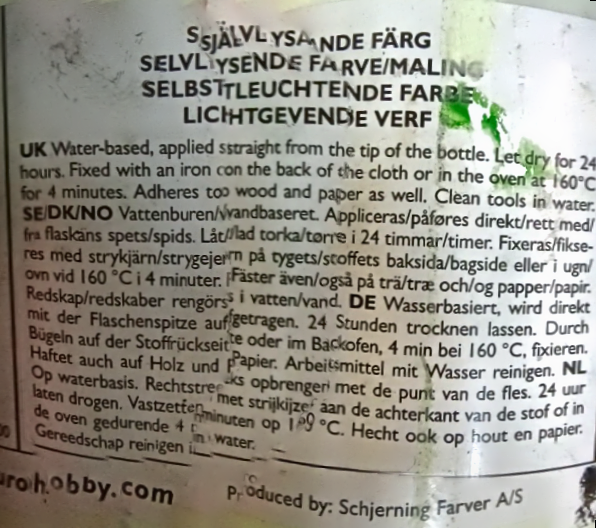 SJÄLVLYSANDE FÄRG
SELVLYSENDE FARVE/MALING
SELBSTLEUCHTENDE FARBE
LICHTGEVENDE VERF
UK Water-based, applied straight from the tip of the bottle. Let dry for 24
hours. Fixed with an iron on the back of the cloth or in the oven at 160°C
for 4 minutes. Adheres to wood and paper as well. Clean tools in water.
SE/DK/NO Vattenburen/Vandbaseret. Appliceras/påføres direkt/rett med/
fra flaskans spets/spids. Låt/lad torka/tørre i 24 timmar/timer. Fixeras/fikse-
res med strykjärn/strygejern på tygets/stoffets baksida/bagside eller i ugn/
ovn vid 160 °C i 4 minuter. Fäster även/også på trä/træ och/og papper/papir.
Redskap/redskaber rengörs i vatten/vand. DE Wasserbasiert, wird direkt
mit der Flaschenspitze aufgetragen. 24 Stunden trocknen lassen. Durch
Bügeln auf der Stoffrückseite oder im Backofen, 4 min bei 160 °C, fixieren.
Haftet auch auf Holz und Papier. Arbeitsmittel mit Wasser reinigen. NL
Op waterbasis. Rechtstreeks opbrengen met de punt van de fles. 24 uur
laten drogen. Vastzetten met strijkijzer aan de achterkant van de stof of in
de oven gedurende 4 minuten op °C. Hecht ook op hout en papier.
Gereedschap reinigen in water.
urohobby.com
Produced by: Schjerning Farver A/S